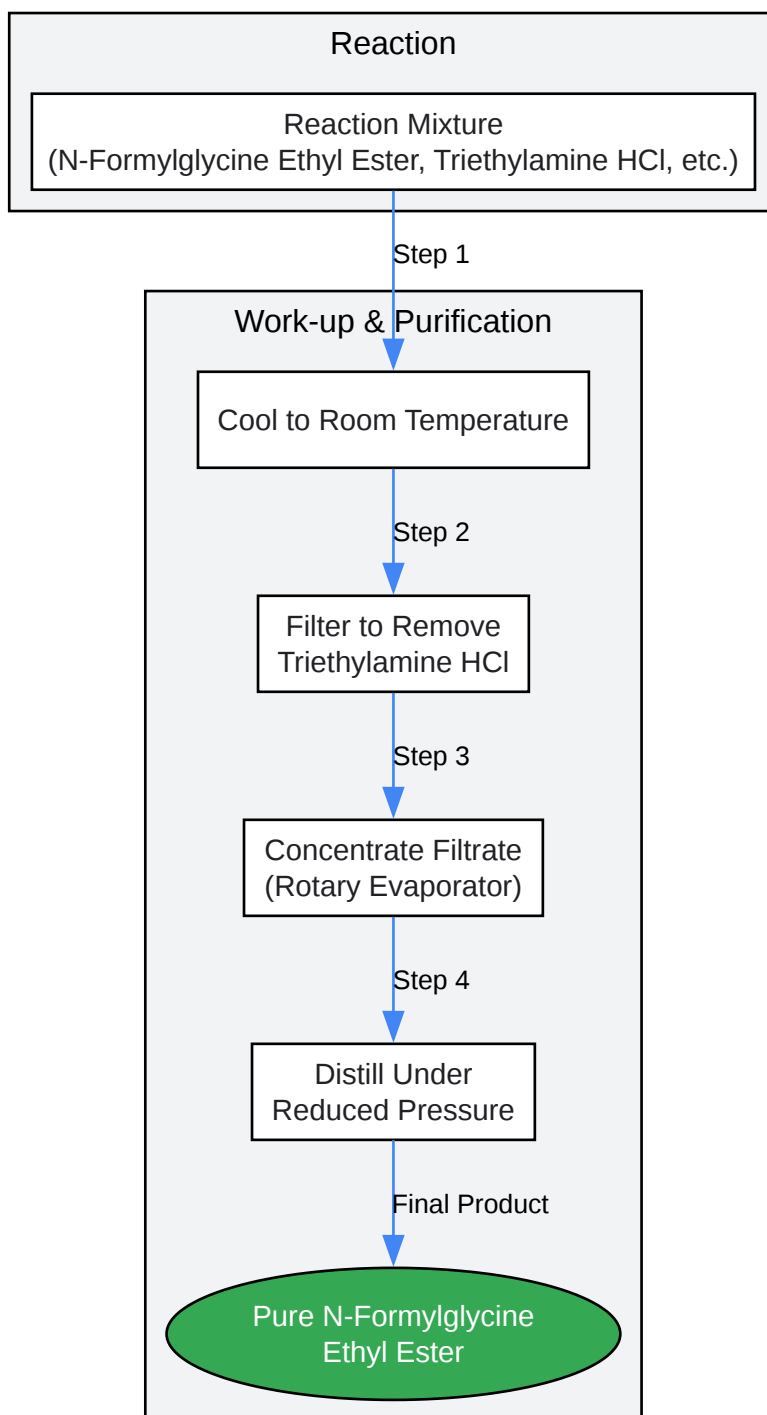 Reaction
Reaction Mixture
(N-Formylglycine Ethyl Ester, Triethylamine HCl, etc.)
Step 1
Work-up & Purification
Cool to Room Temperature
Step 2
Filter to Remove
Triethylamine HCl
Step 3
Concentrate Filtrate
(Rotary Evaporator)
Step 4
Distill Under
Reduced Pressure
Final Product
Pure N-Formylglycine
Ethyl Ester